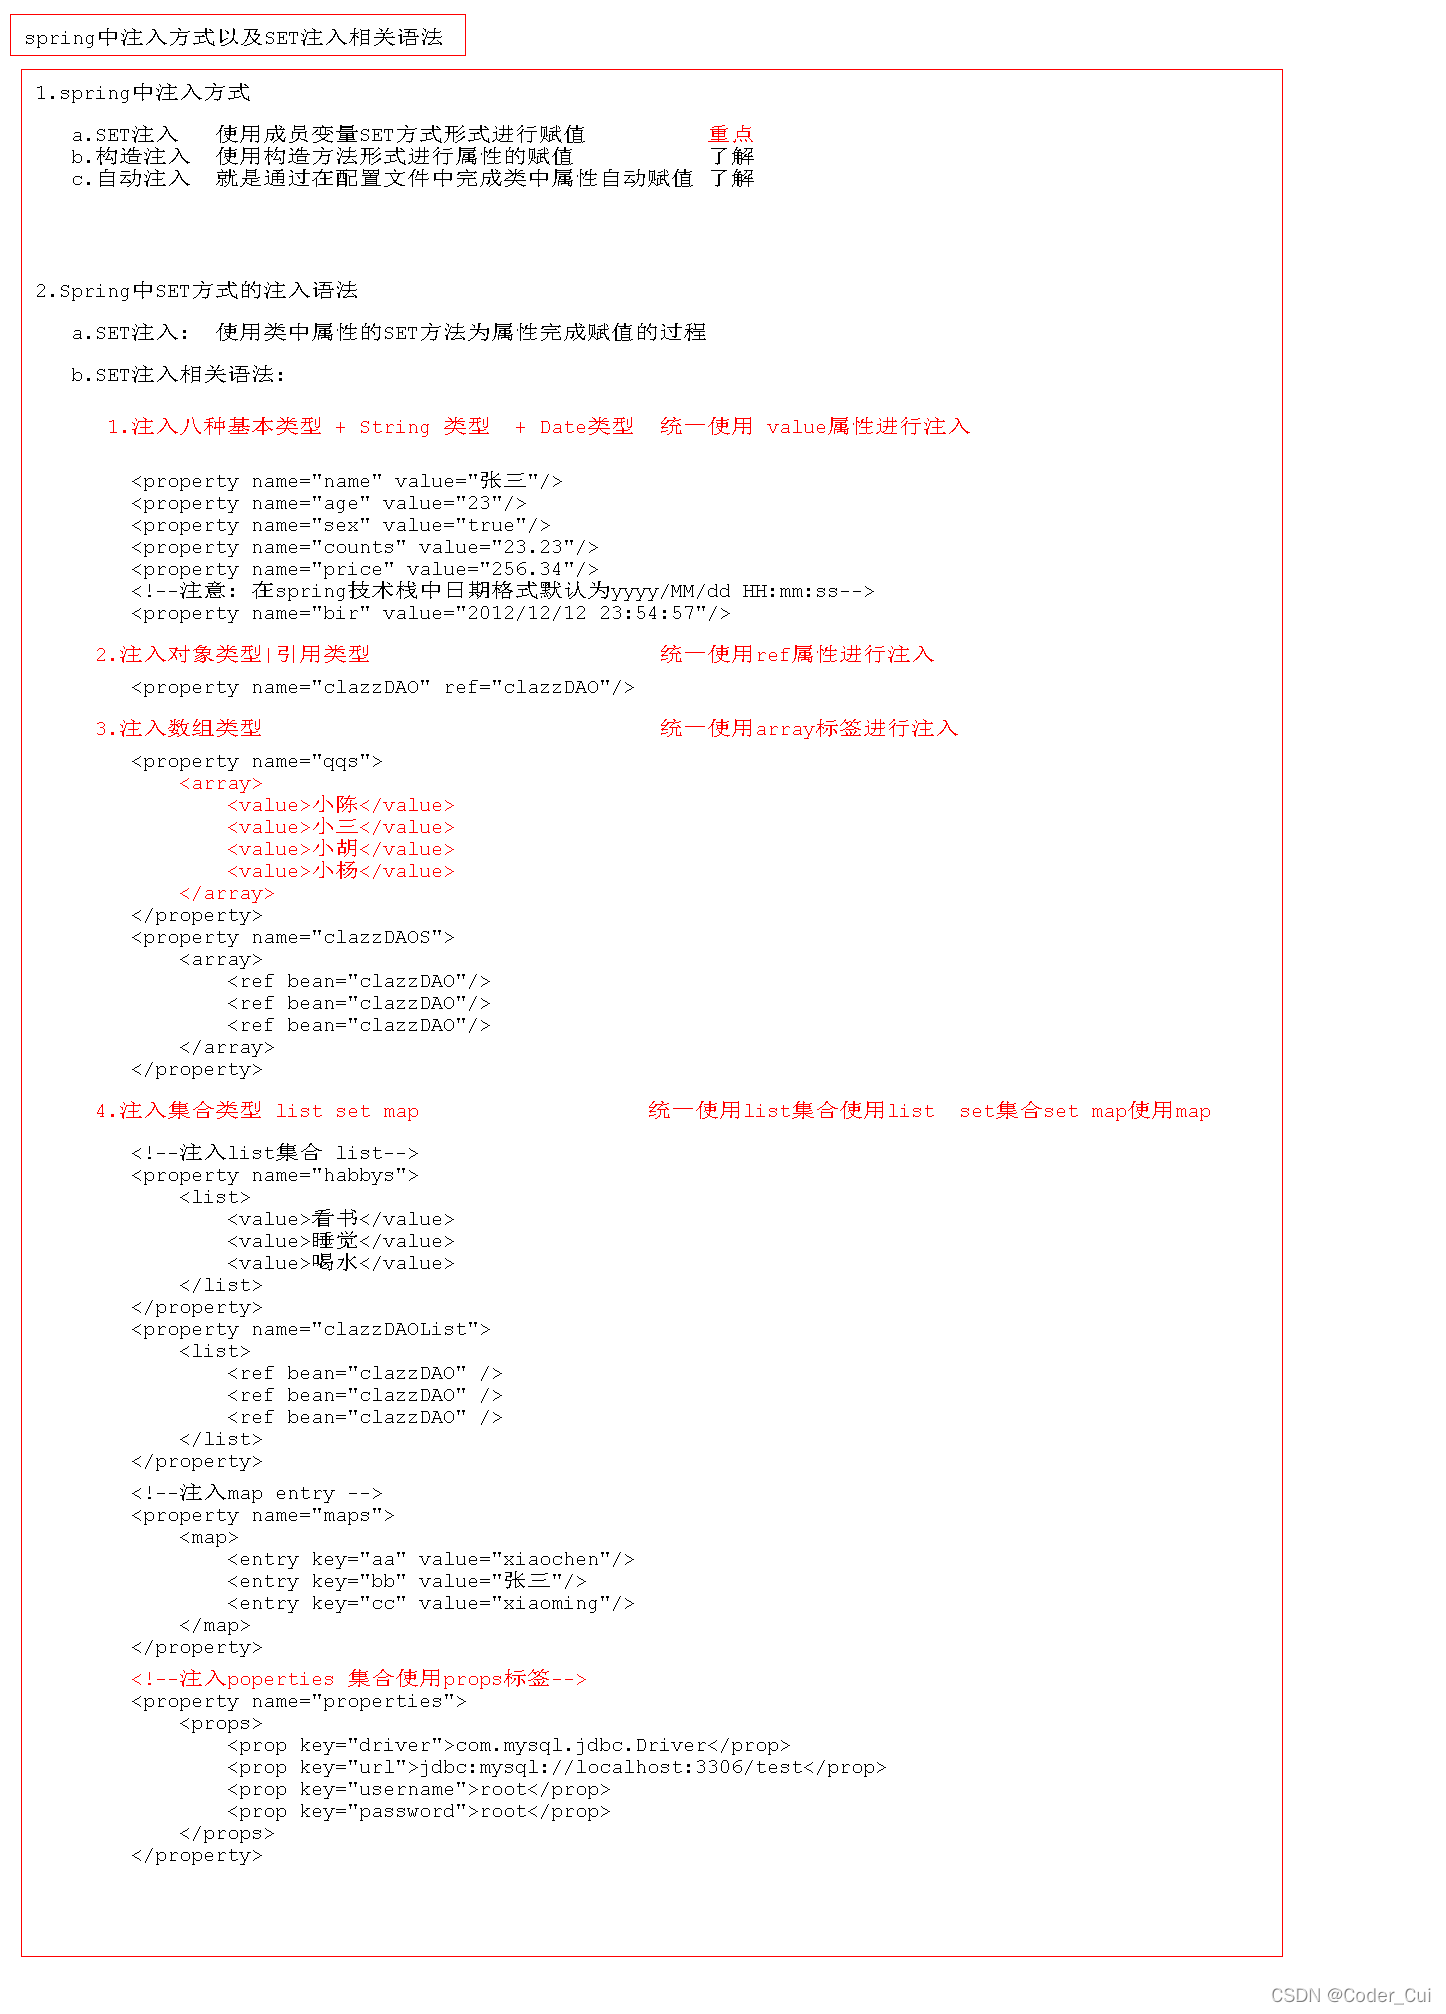 spring中注入方式以及SET注入相关语法
1.spring中注入方式
a.SET注入 使用成员变量SET方式形式进行赋值 重点
b.构造注入 使用构造方法形式进行属性的赋值 了解
c.自动注入 就是通过在配置文件中完成类中属性自动赋值 了解
2.Spring中SET方式的注入语法
a.SET注入: 使用类中属性的SET方法为属性完成赋值的过程
b.SET注入相关语法:
1.注入八种基本类型 + String 类型 + Date类型 统一使用 value属性进行注入
<property name="name" value="张三"/>
<property name="age" value="23"/>
<property name="sex" value="true"/>
<property name="counts" value="23.23"/>
<property name="price" value="256.34"/>
<!--注意: 在spring技术栈中日期格式默认为yyyy/MM/dd HH:mm:ss-->
<property name="bir" value="2012/12/12 23:54:57"/>
2.注入对象类型|引用类型 统一使用ref属性进行注入
<property name="clazzDAO" ref="clazzDAO"/>
3.注入数组类型 统一使用array标签进行注入
<property name="qqs">
<array>
<value>小陈</value>
<value>小三</value>
<value>小胡</value>
<value>小杨</value>
</array>
</property>
<property name="clazzDAOS">
<array>
<ref bean="clazzDAO"/>
<ref bean="clazzDAO"/>
<ref bean="clazzDAO"/>
</array>
</property>
4.注入集合类型 list set map 统一使用list集合使用list set集合set map使用map
<!--注入list集合 list-->
<property name="habbys">
<list>
<value>看书</value>
<value>睡觉</value>
<value>喝水</value>
</list>
</property>
<property name="clazzDAOList">
<list>
<ref bean="clazzDAO" />
<ref bean="clazzDAO" />
<ref bean="clazzDAO" />
</list>
</property>
<!--注入map entry -->
<property name="maps">
<map>
<entry key="aa" value="xiaochen"/>
<entry key="bb" value="张三"/>
<entry key="cc" value="xiaoming"/>
</map>
</property>
<!--注入poperties 集合使用props标签-->
<property name="properties">
<props>
<prop key="driver">com.mysql.jdbc.Driver</prop>
<prop key="url">jdbc:mysql://localhost:3306/test</prop>
<prop key="username">root</prop>
<prop key="password">root</prop>
</props>
</property>
CSDN @Coder_Cui